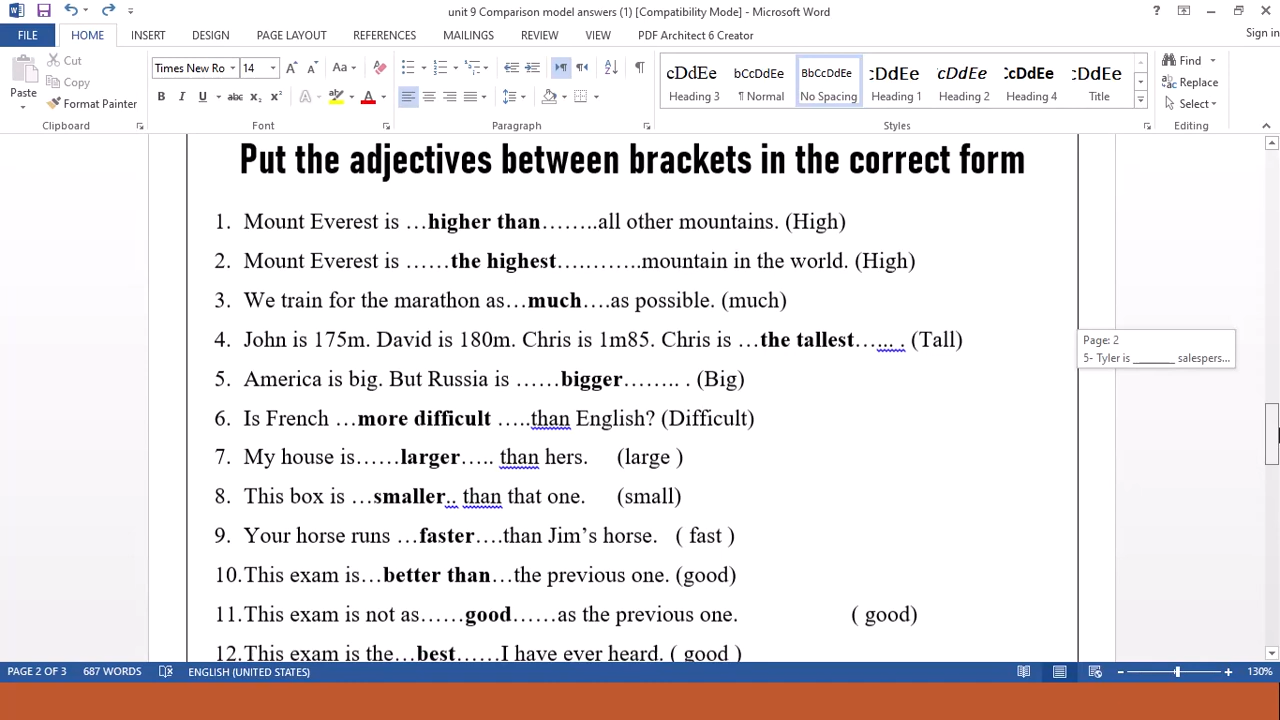 unit 9 Comparison model answers (1) [Compatibility Mode] - Microsoft Word
FILE HOME INSERT DESIGN PAGE LAYOUT REFERENCES MAILINGS REVIEW VIEW PDF Architect 6 Creator Sign in
Paste
Cut
Copy
Format Painter
Clipboard
Times New Ro 14
Font
Paragraph
cDdEe Heading 3
bCcDdEe ¶ Normal
BbCcDdEe No Spacing
cDdEe Heading 1
cDdEe Heading 2
CcDdEe Heading 4
cDdEe Title
Styles
Find
Replace
Select
Editing
Put the adjectives between brackets in the correct form
1. Mount Everest is …higher than……..all other mountains. (High)
2. Mount Everest is ……the highest….……..mountain in the world. (High)
3. We train for the marathon as…much….as possible. (much)
4. John is 175m. David is 180m. Chris is 1m85. Chris is …the tallest…... . (Tall)
5. America is big. But Russia is ……bigger…….. . (Big)
6. Is French …more difficult …..than English? (Difficult)
7. My house is……larger….. than hers. (large )
8. This box is …smaller.. than that one. (small)
9. Your horse runs …faster….than Jim’s horse. ( fast )
10.This exam is…better than…the previous one. (good)
11.This exam is not as……good……as the previous one. ( good)
12.This exam is the…best……I have ever heard. ( good )
Page: 2
5- Tyler is ______ salespers...
PAGE 2 OF 3 687 WORDS ENGLISH (UNITED STATES) 130%